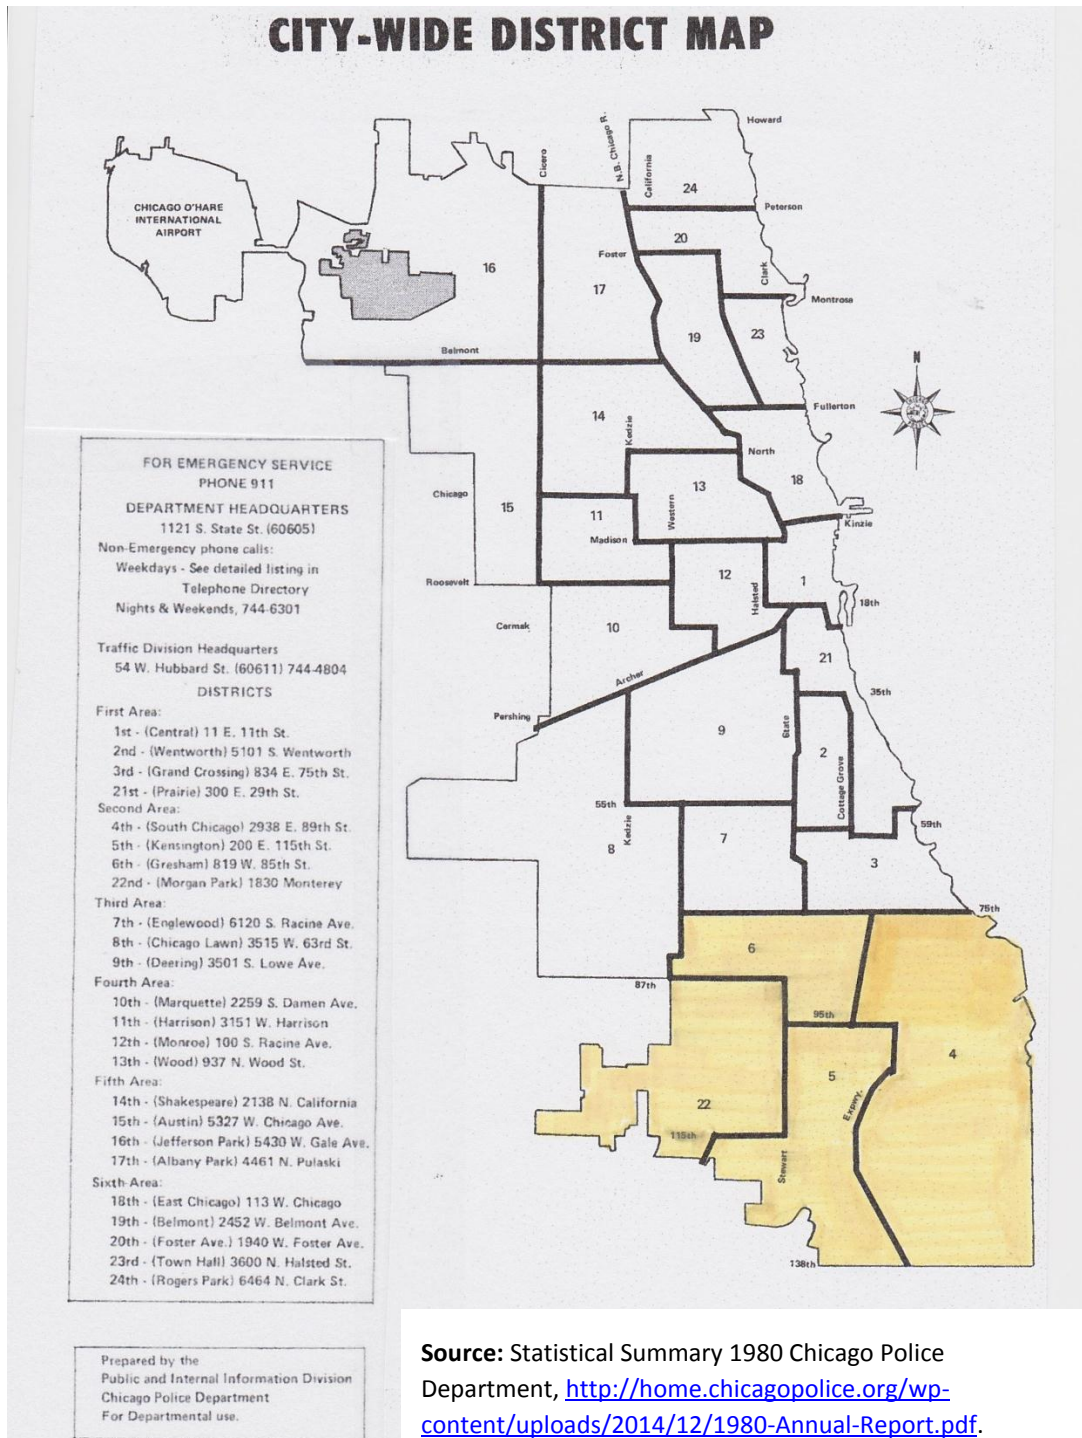 CITY-WIDE DISTRICT MAP
Howard
N.B. Chicago R.
Cicero
California
24
CHICAGO O'HARE
INTERNATIONAL
AIRPORT
Peterson
20
Foster
Clark
16
17
Montrose
19
23
Belmont
N
14
Kedzie
Fullerton
North
13
18
Chicago
15
11
Western
Kinzie
Madison
12
1
Roosevelt
Halsted
18th
Cermak
10
21
Archer
35th
Pershing
9
State
2
Cottage Grove
55th
59th
8
Kedzie
7
3
75th
6
87th
95th
4
5
Expwy.
22
115th
Stewart
138th
FOR EMERGENCY SERVICE
PHONE 911
DEPARTMENT HEADQUARTERS
1121 S. State St. (60605)
Non-Emergency phone calls:
Weekdays - See detailed listing in
Telephone Directory
Nights & Weekends, 744-6301
Traffic Division Headquarters
54 W. Hubbard St. (60611) 744-4804
DISTRICTS
First Area:
1st - (Central) 11 E. 11th St.
2nd - (Wentworth) 5101 S. Wentworth
3rd - (Grand Crossing) 834 E. 75th St.
21st - (Prairie) 300 E. 29th St.
Second Area:
4th - (South Chicago) 2938 E. 89th St.
5th - (Kensington) 200 E. 115th St.
6th - (Gresham) 819 W. 85th St.
22nd - (Morgan Park) 1830 Monterey
Third Area:
7th - (Englewood) 6120 S. Racine Ave.
8th - (Chicago Lawn) 3515 W. 63rd St.
9th - (Deering) 3501 S. Lowe Ave.
Fourth Area:
10th - (Marquette) 2259 S. Damen Ave.
11th - (Harrison) 3151 W. Harrison
12th - (Monroe) 100 S. Racine Ave.
13th - (Wood) 937 N. Wood St.
Fifth Area:
14th - (Shakespeare) 2138 N. California
15th - (Austin) 5327 W. Chicago Ave.
16th - (Jefferson Park) 5430 W. Gale Ave.
17th - (Albany Park) 4461 N. Pulaski
Sixth Area:
18th - (East Chicago) 113 W. Chicago
19th - (Belmont) 2452 W. Belmont Ave.
20th - (Foster Ave.) 1940 W. Foster Ave.
23rd - (Town Hall) 3600 N. Halsted St.
24th - (Rogers Park) 6464 N. Clark St.
Prepared by the
Public and Internal Information Division
Chicago Police Department
For Departmental use.
Source: Statistical Summary 1980 Chicago Police
Department, http://home.chicagopolice.org/wp-
content/uploads/2014/12/1980-Annual-Report.pdf.